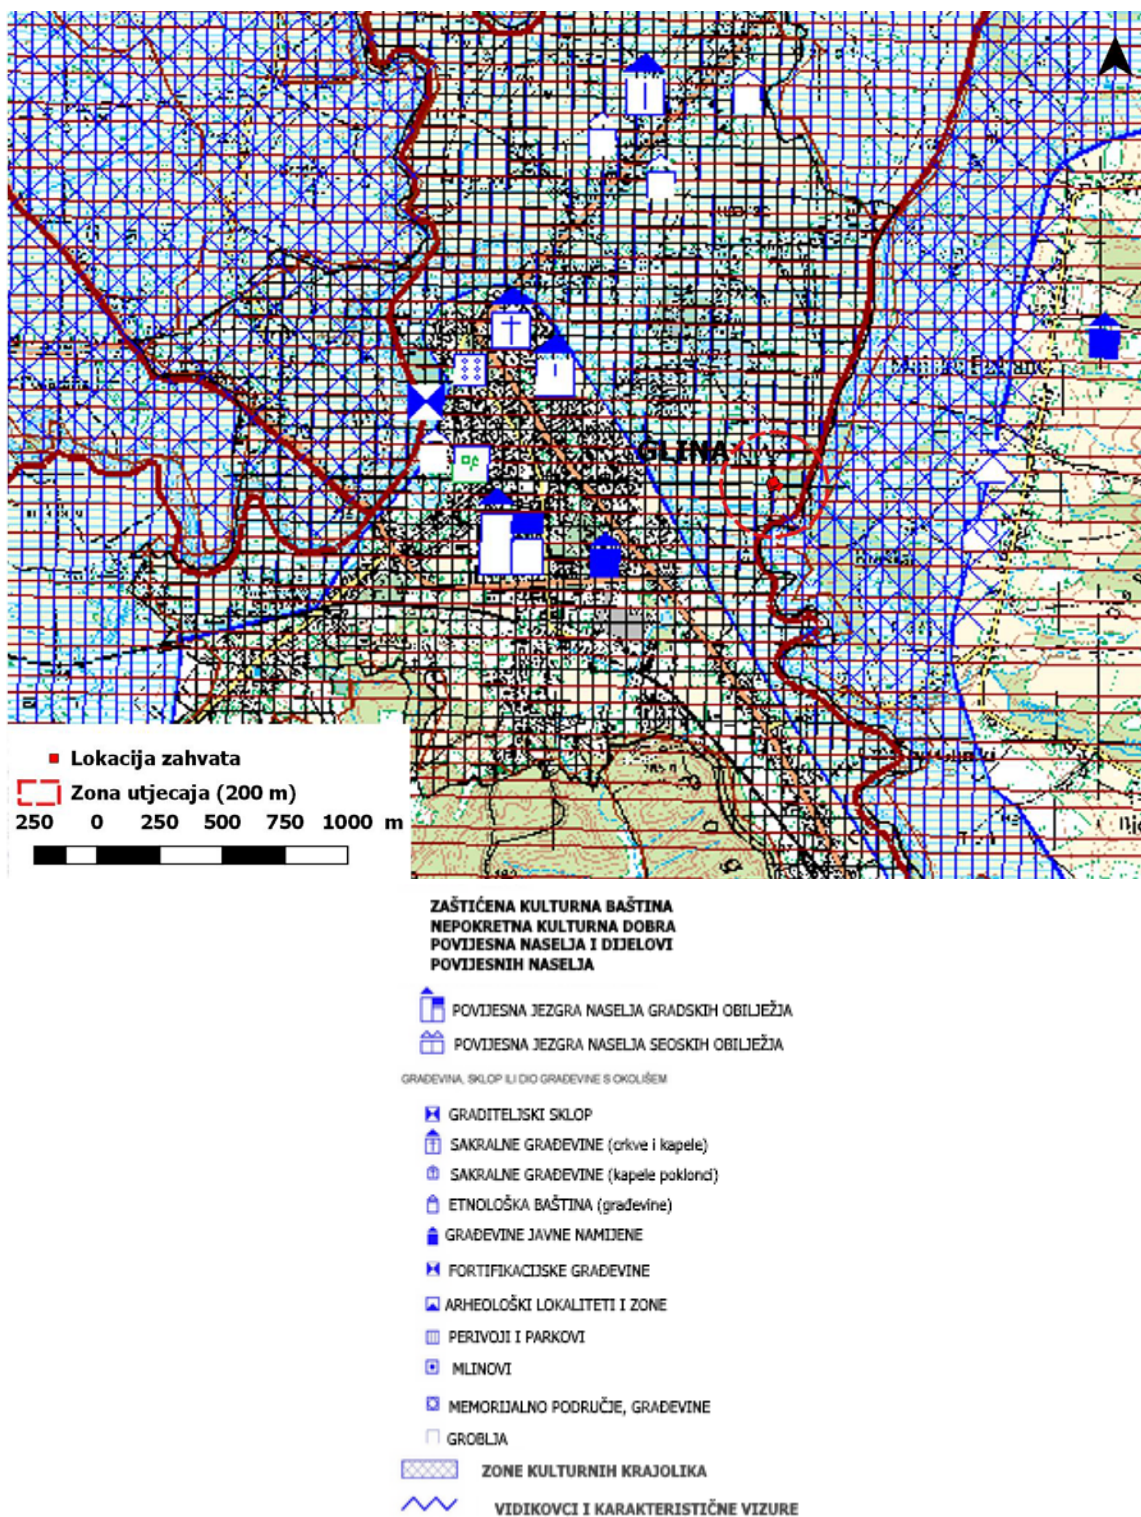 GLINA
Lokacija zahvata
Zona utjecaja (200 m)
250 0 250 500 750 1000 m
ZAŠTIĆENA KULTURNA BAŠTINA
NEPOKRETNA KULTURNA DOBRA
POVIJESNA NASELJA I DIJELOVI
POVIJESNIH NASELJA
POVIJESNA JEZGRA NASELJA GRADSKIH OBILJEŽJA
POVIJESNA JEZGRA NASELJA SEOSKIH OBILJEŽJA
GRAĐEVINA, SKLOP ILI DIO GRAĐEVINE S OKOLIŠEM
GRADITELJSKI SKLOP
SAKRALNE GRAĐEVINE (crkve i kapele)
SAKRALNE GRAĐEVINE (kapele poklonci)
ETNOLOŠKA BAŠTINA (građevine)
GRAĐEVINE JAVNE NAMIJENE
FORTIFIKACIJSKE GRAĐEVINE
ARHEOLOŠKI LOKALITETI I ZONE
PERIVOJI I PARKOVI
MLINOVI
MEMORIJALNO PODRUČJE, GRAĐEVINE
GROBLJA
ZONE KULTURNIH KRAJOLIKA
VIDIKOVCI I KARAKTERISTIČNE VIZURE